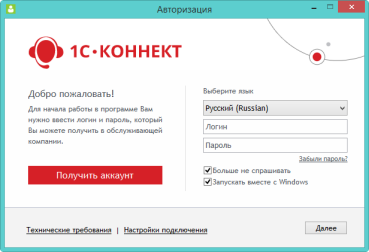 Авторизация
1С·КОННЕКТ
Добро пожаловать!
Для начала работы в программе Вам
нужно ввести логин и пароль, который
Вы можете получить в обслуживающей
компании.
Получить аккаунт
Выберите язык
Русский (Russian)
Логин
Пароль
Забыли пароль?
Больше не спрашивать
Запускать вместе с Windows
Технические требования | Настройки подключения
Далее